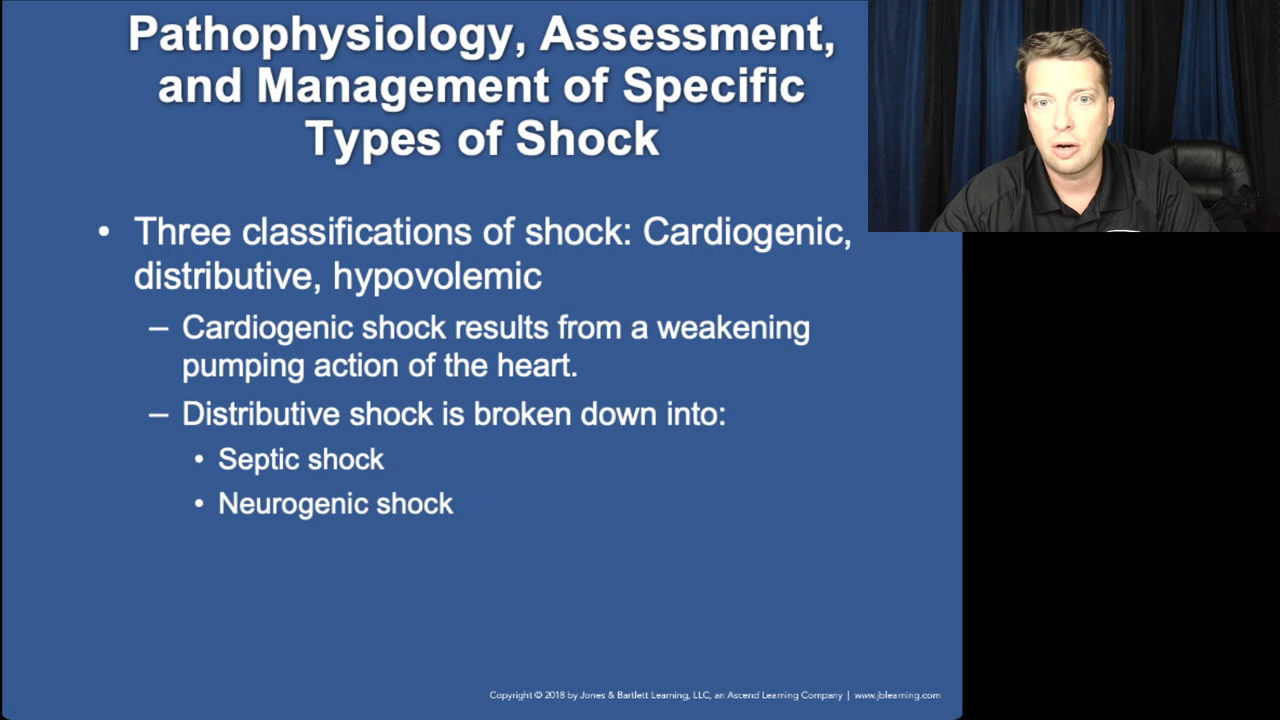 Pathophysiology, Assessment,
and Management of Specific
Types of Shock
• Three classifications of shock: Cardiogenic,
distributive, hypovolemic
– Cardiogenic shock results from a weakening
pumping action of the heart.
– Distributive shock is broken down into:
• Septic shock
• Neurogenic shock
Copyright © 2018 by Jones & Bartlett Learning, LLC, an Ascend Learning Company | www.jblearning.com